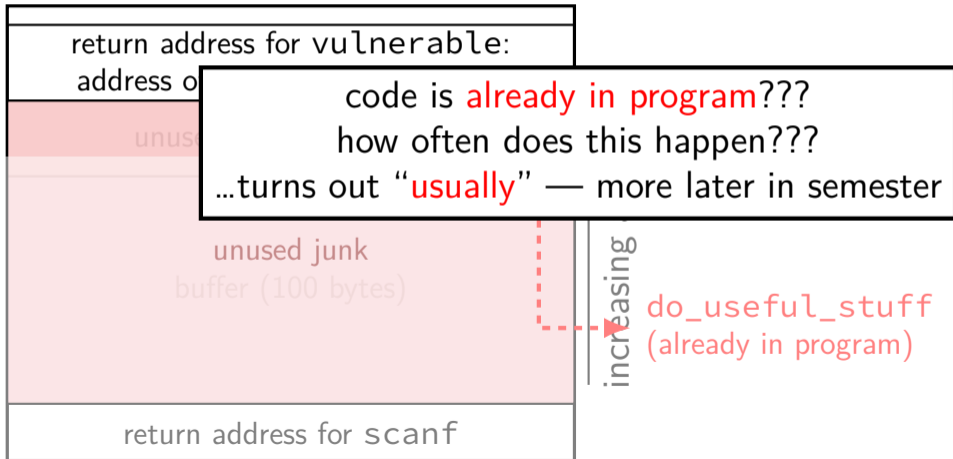 return address for vulnerable:
address o
code is already in program???
how often does this happen???
...turns out “usually” — more later in semester
unus
unused junk
buffer (100 bytes)
increasing
do_useful_stuff
(already in program)
return address for scanf